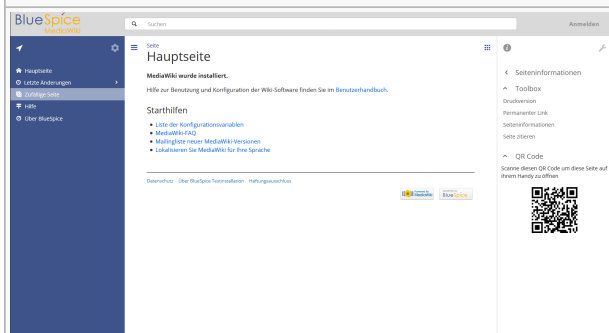 BlueSpice
MediaWiki
Suchen
Anmelden
Hauptseite
Letzte Änderungen
Zufällige Seite
Hilfe
Über BlueSpice
Seite
Hauptseite
MediaWiki wurde installiert.
Hilfe zur Benutzung und Konfiguration der Wiki-Software finden Sie im Benutzerhandbuch.
Starthilfen
Liste der Konfigurationsvariablen
MediaWiki-FAQ
Mailingliste neuer MediaWiki-Versionen
Lokalisieren Sie MediaWiki für Ihre Sprache
Datenschutz Über BlueSpice Testinstallation Haftungsausschluss
MediaWiki
BlueSpice
Seiteninformationen
Toolbox
Druckversion
Permanenter Link
Seiteninformationen
Seite zitieren
QR Code
Scanne diesen QR Code um diese Seite auf
ihrem Handy zu öffnen